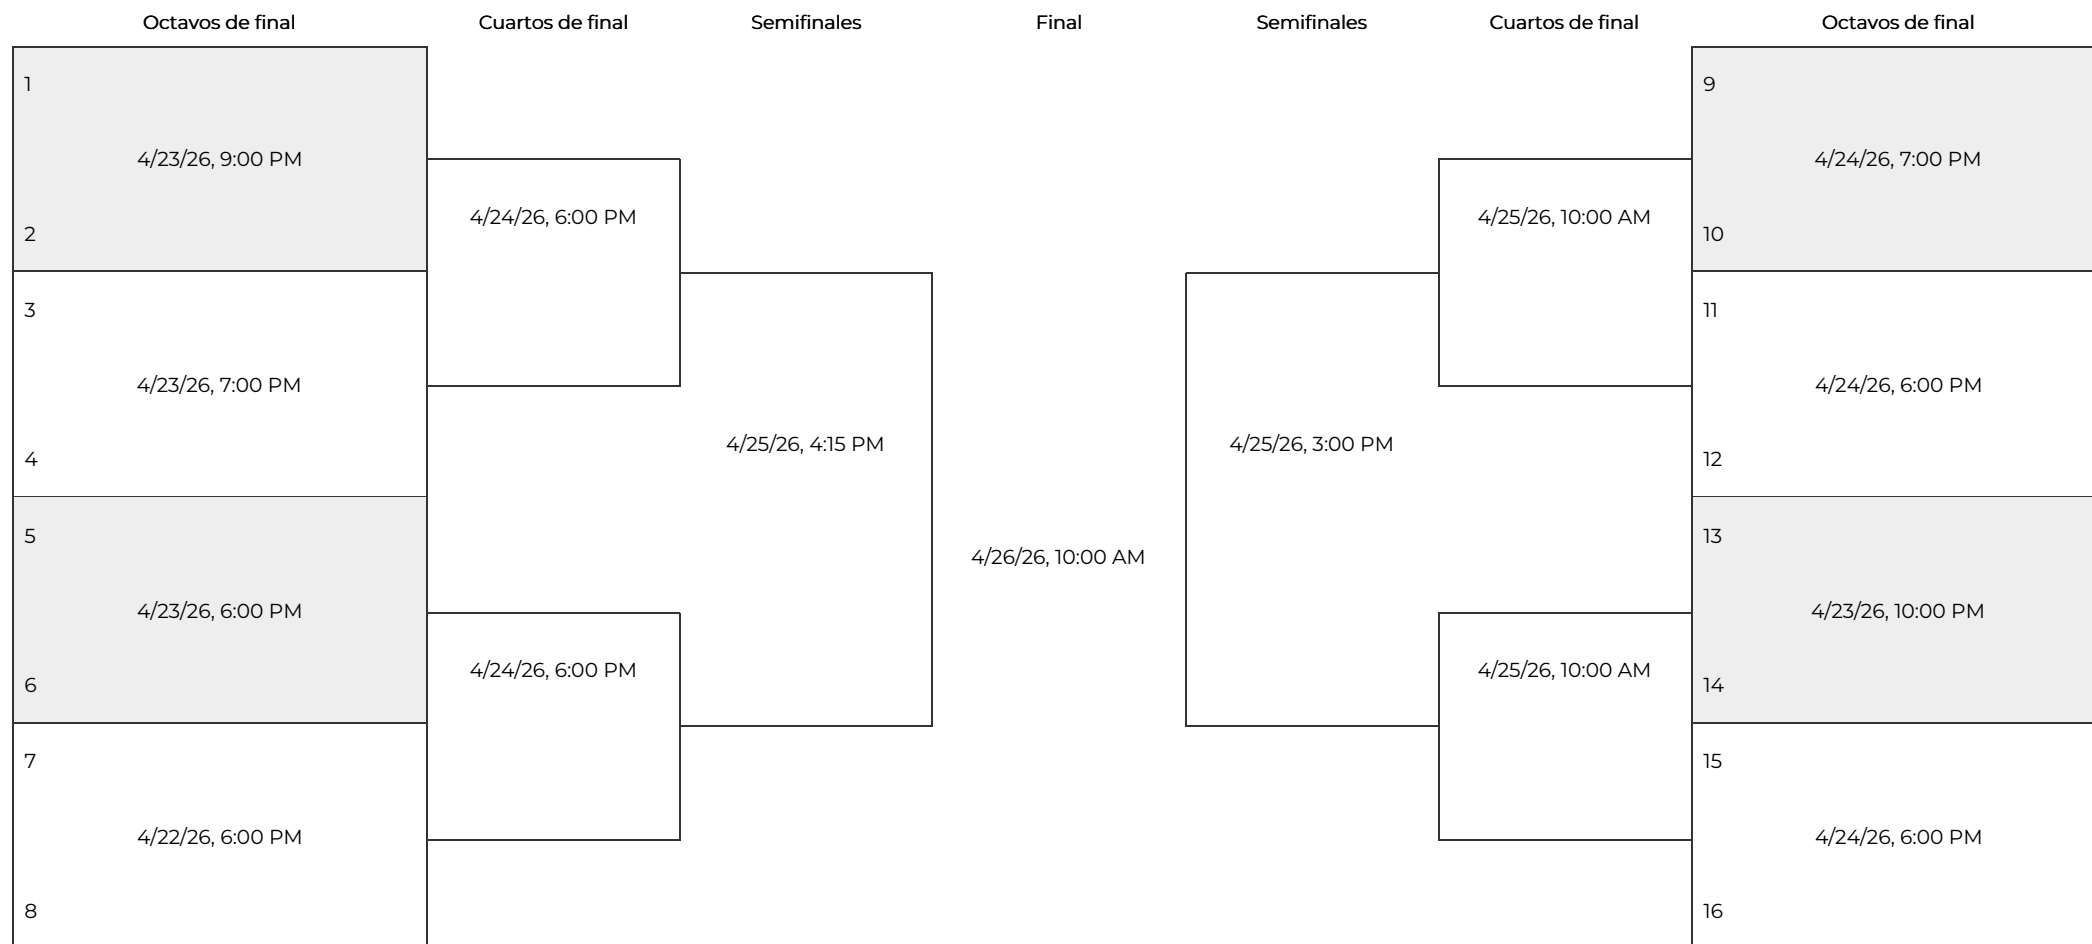 Octavos de final
Cuartos de final
Semifinales
Final
Semifinales
Cuartos de final
Octavos de final
1
4/23/26, 9:00 PM
2
3
4/23/26, 7:00 PM
4
5
4/23/26, 6:00 PM
6
7
4/22/26, 6:00 PM
8
4/24/26, 6:00 PM
4/24/26, 6:00 PM
4/25/26, 4:15 PM
4/26/26, 10:00 AM
4/25/26, 3:00 PM
4/25/26, 10:00 AM
4/25/26, 10:00 AM
9
4/24/26, 7:00 PM
10
11
4/24/26, 6:00 PM
12
13
4/23/26, 10:00 PM
14
15
4/24/26, 6:00 PM
16